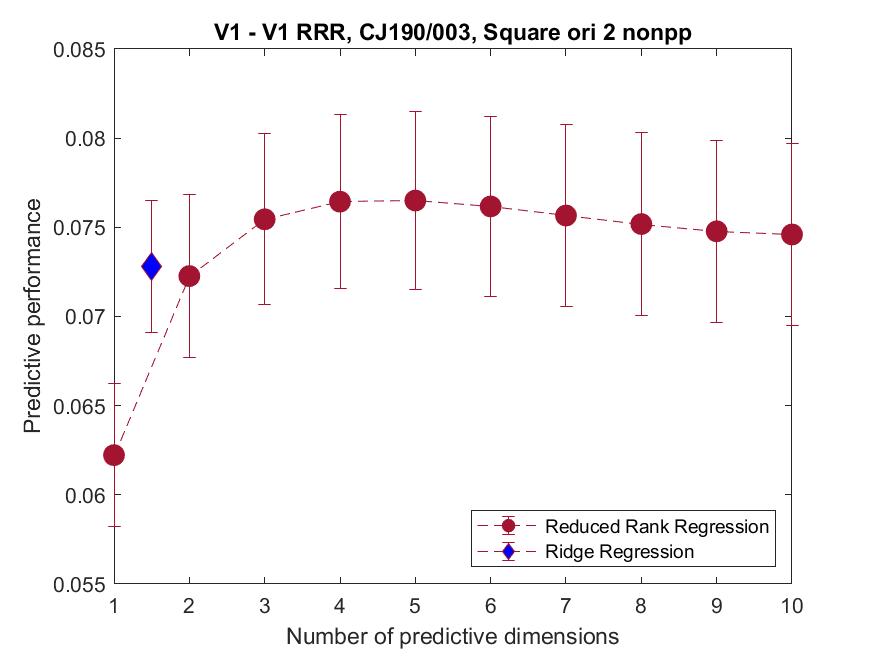 V1 - V1 RRR, CJ190/003, Square ori 2 nonpp
0.085
0.08
0.075
0.07
0.065
0.06
0.055
Predictive performance
Reduced Rank Regression
Ridge Regression
1 2 3 4 5 6 7 8 9 10
Number of predictive dimensions